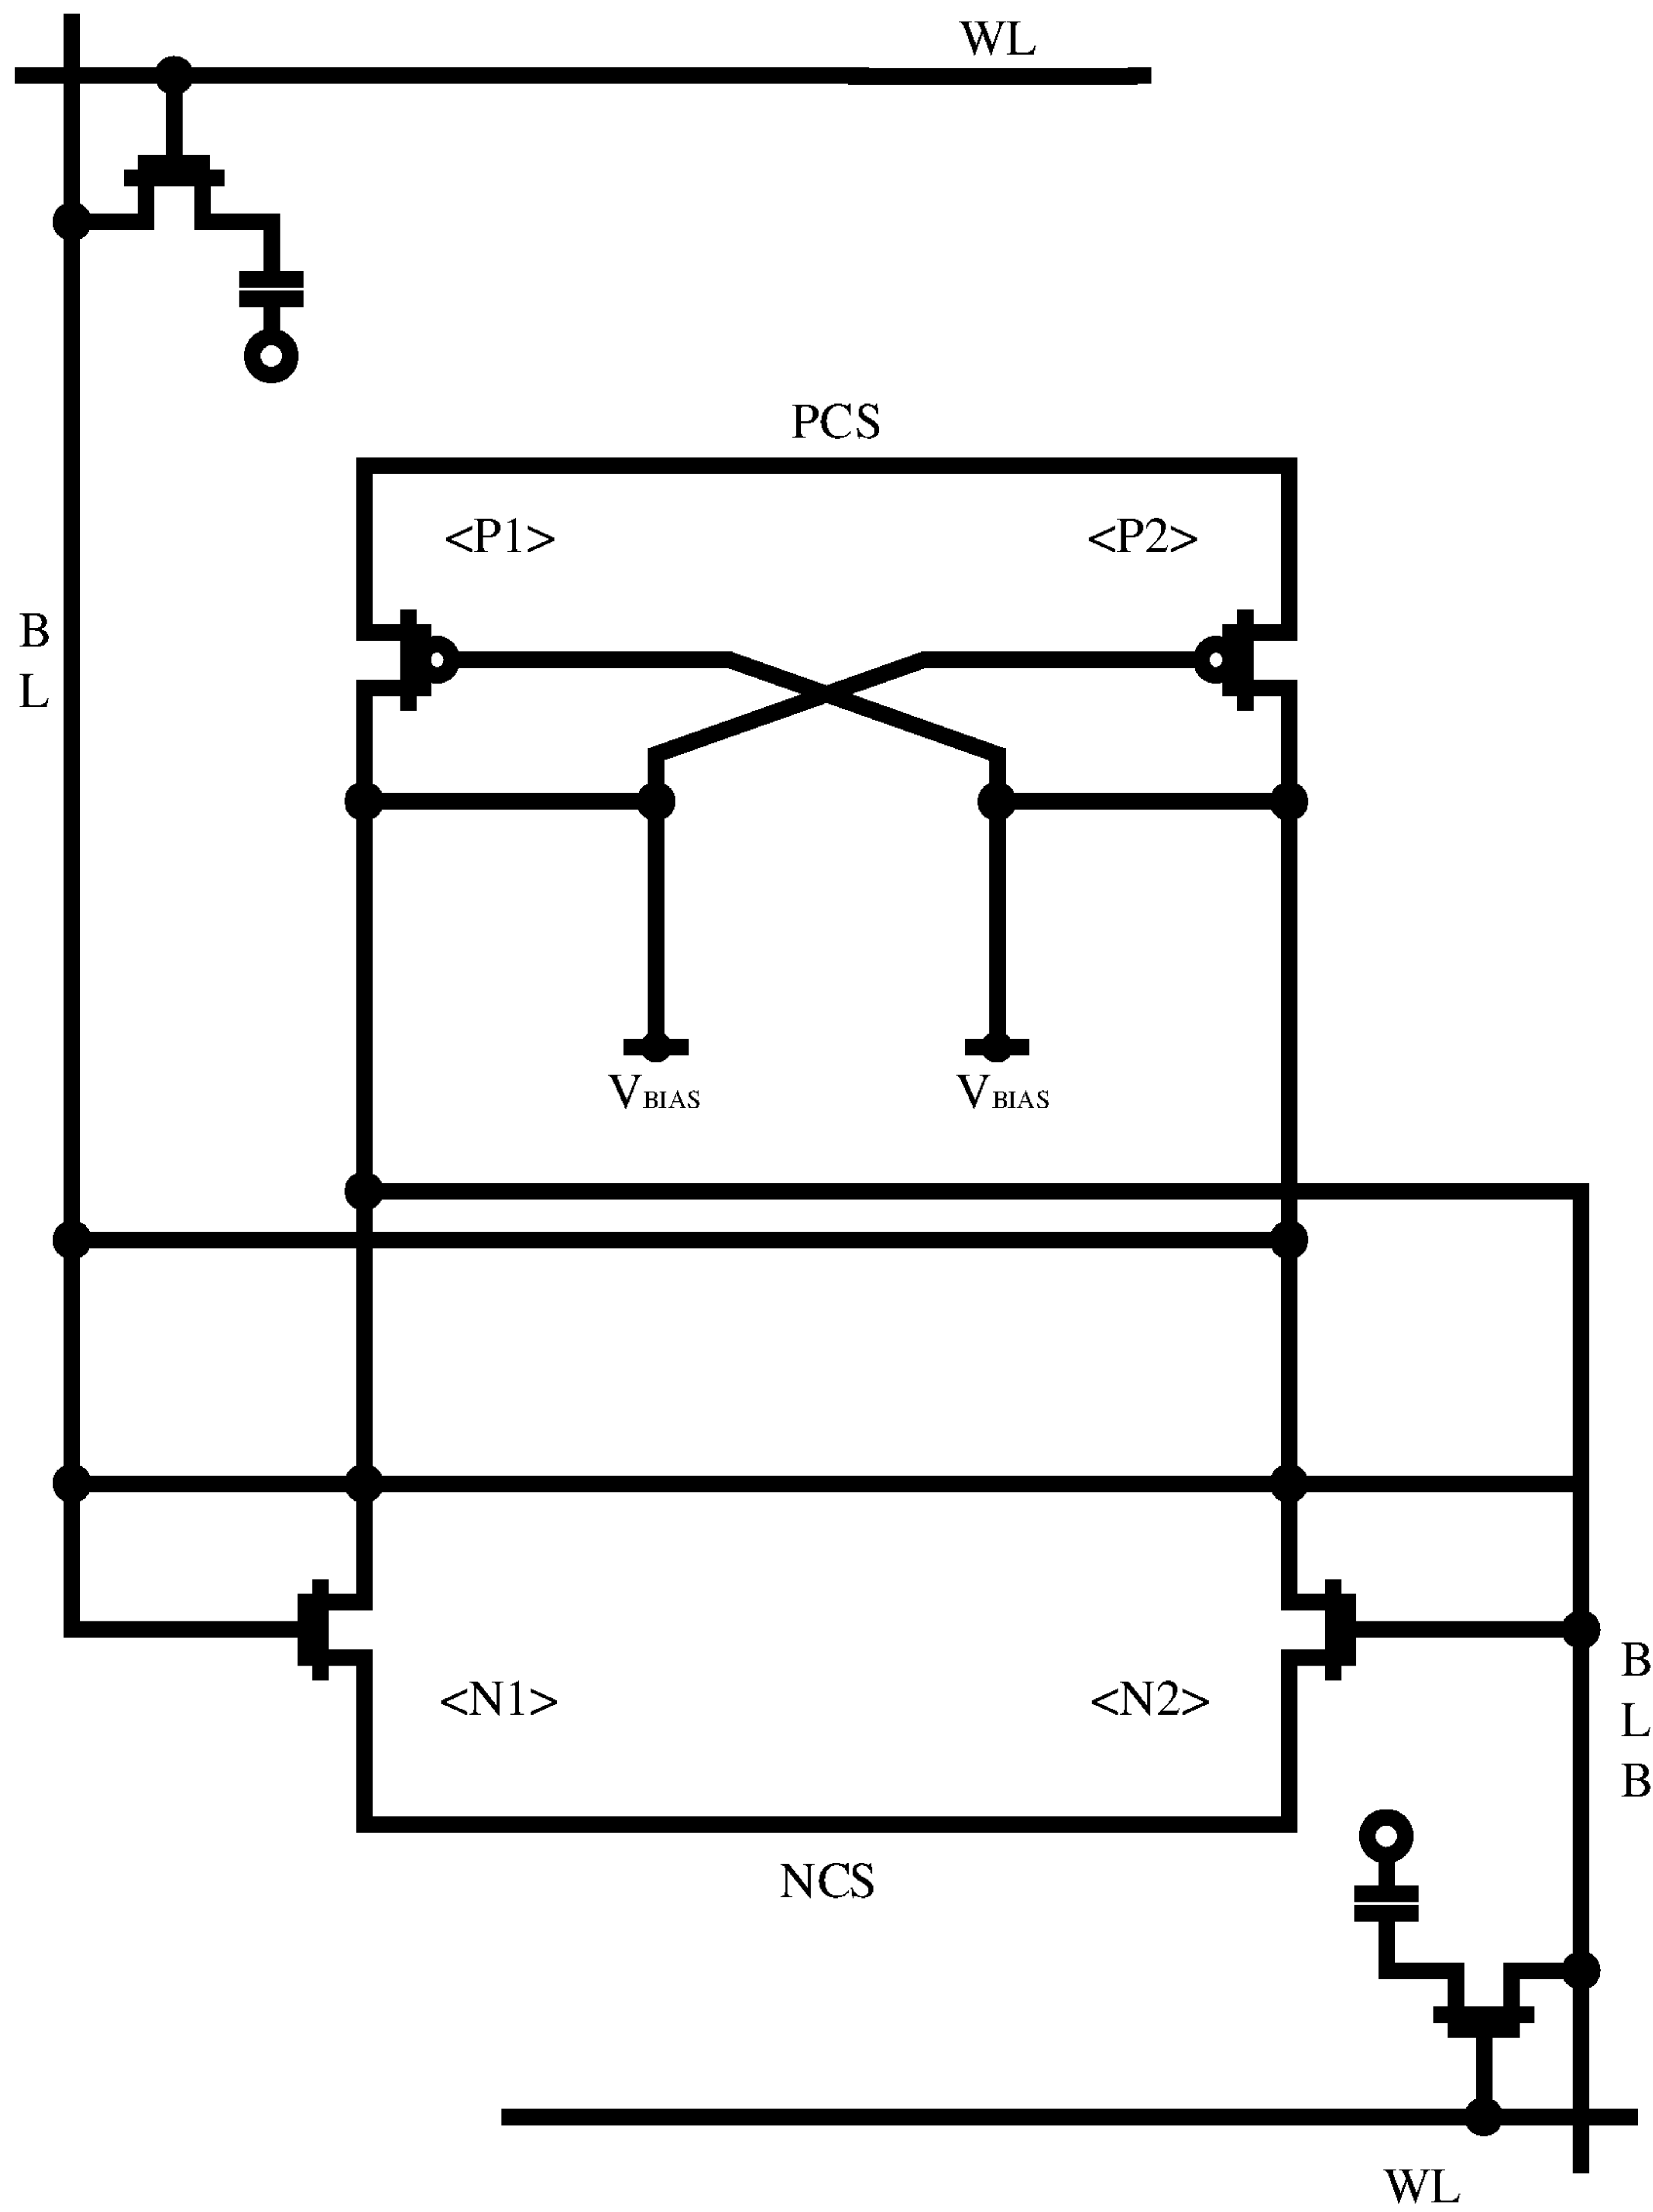 WL
PCS
<P1> <P2>
B
L
VBIAS VBIAS
<N1> <N2>
B
L
B
NCS
WL